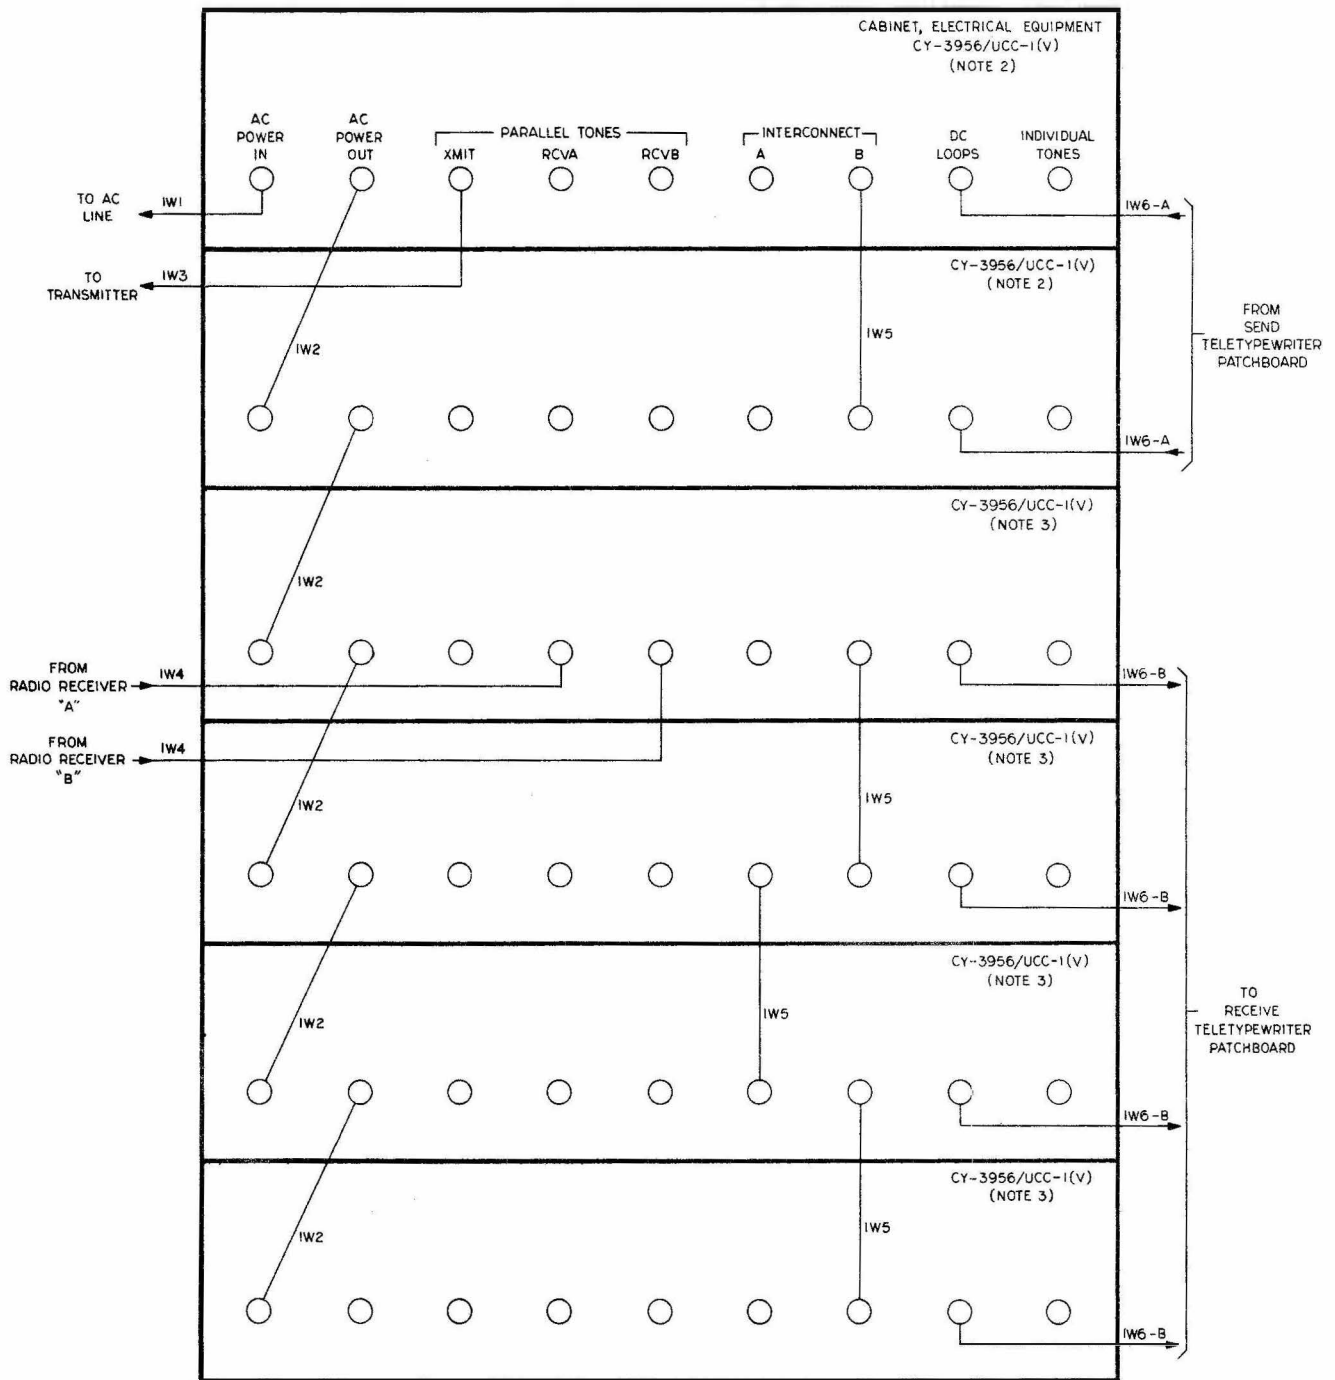 CABINET, ELECTRICAL EQUIPMENT
CY-3956/UCC-1(V)
(NOTE 2)
AC
POWER
IN
AC
POWER
OUT
PARALLEL TONES
XMIT
RCVA
RCVB
INTERCONNECT
A
B
DC
LOOPS
INDIVIDUAL
TONES
TO AC
LINE
1W1
1W6-A
TO
TRANSMITTER
1W3
CY-3956/UCC-1(V)
(NOTE 2)
1W2
1W5
FROM
SEND
TELETYPEWRITER
PATCHBOARD
1W6-A
CY-3956/UCC-1(V)
(NOTE 3)
1W2
FROM
RADIO RECEIVER
"A"
1W4
1W6-B
FROM
RADIO RECEIVER
"B"
1W4
CY-3956/UCC-1(V)
(NOTE 3)
1W2
1W5
1W6-B
CY-3956/UCC-1(V)
(NOTE 3)
1W2
1W5
TO
RECEIVE
TELETYPEWRITER
PATCHBOARD
1W6-B
CY-3956/UCC-1(V)
(NOTE 3)
1W2
1W5
1W6-B